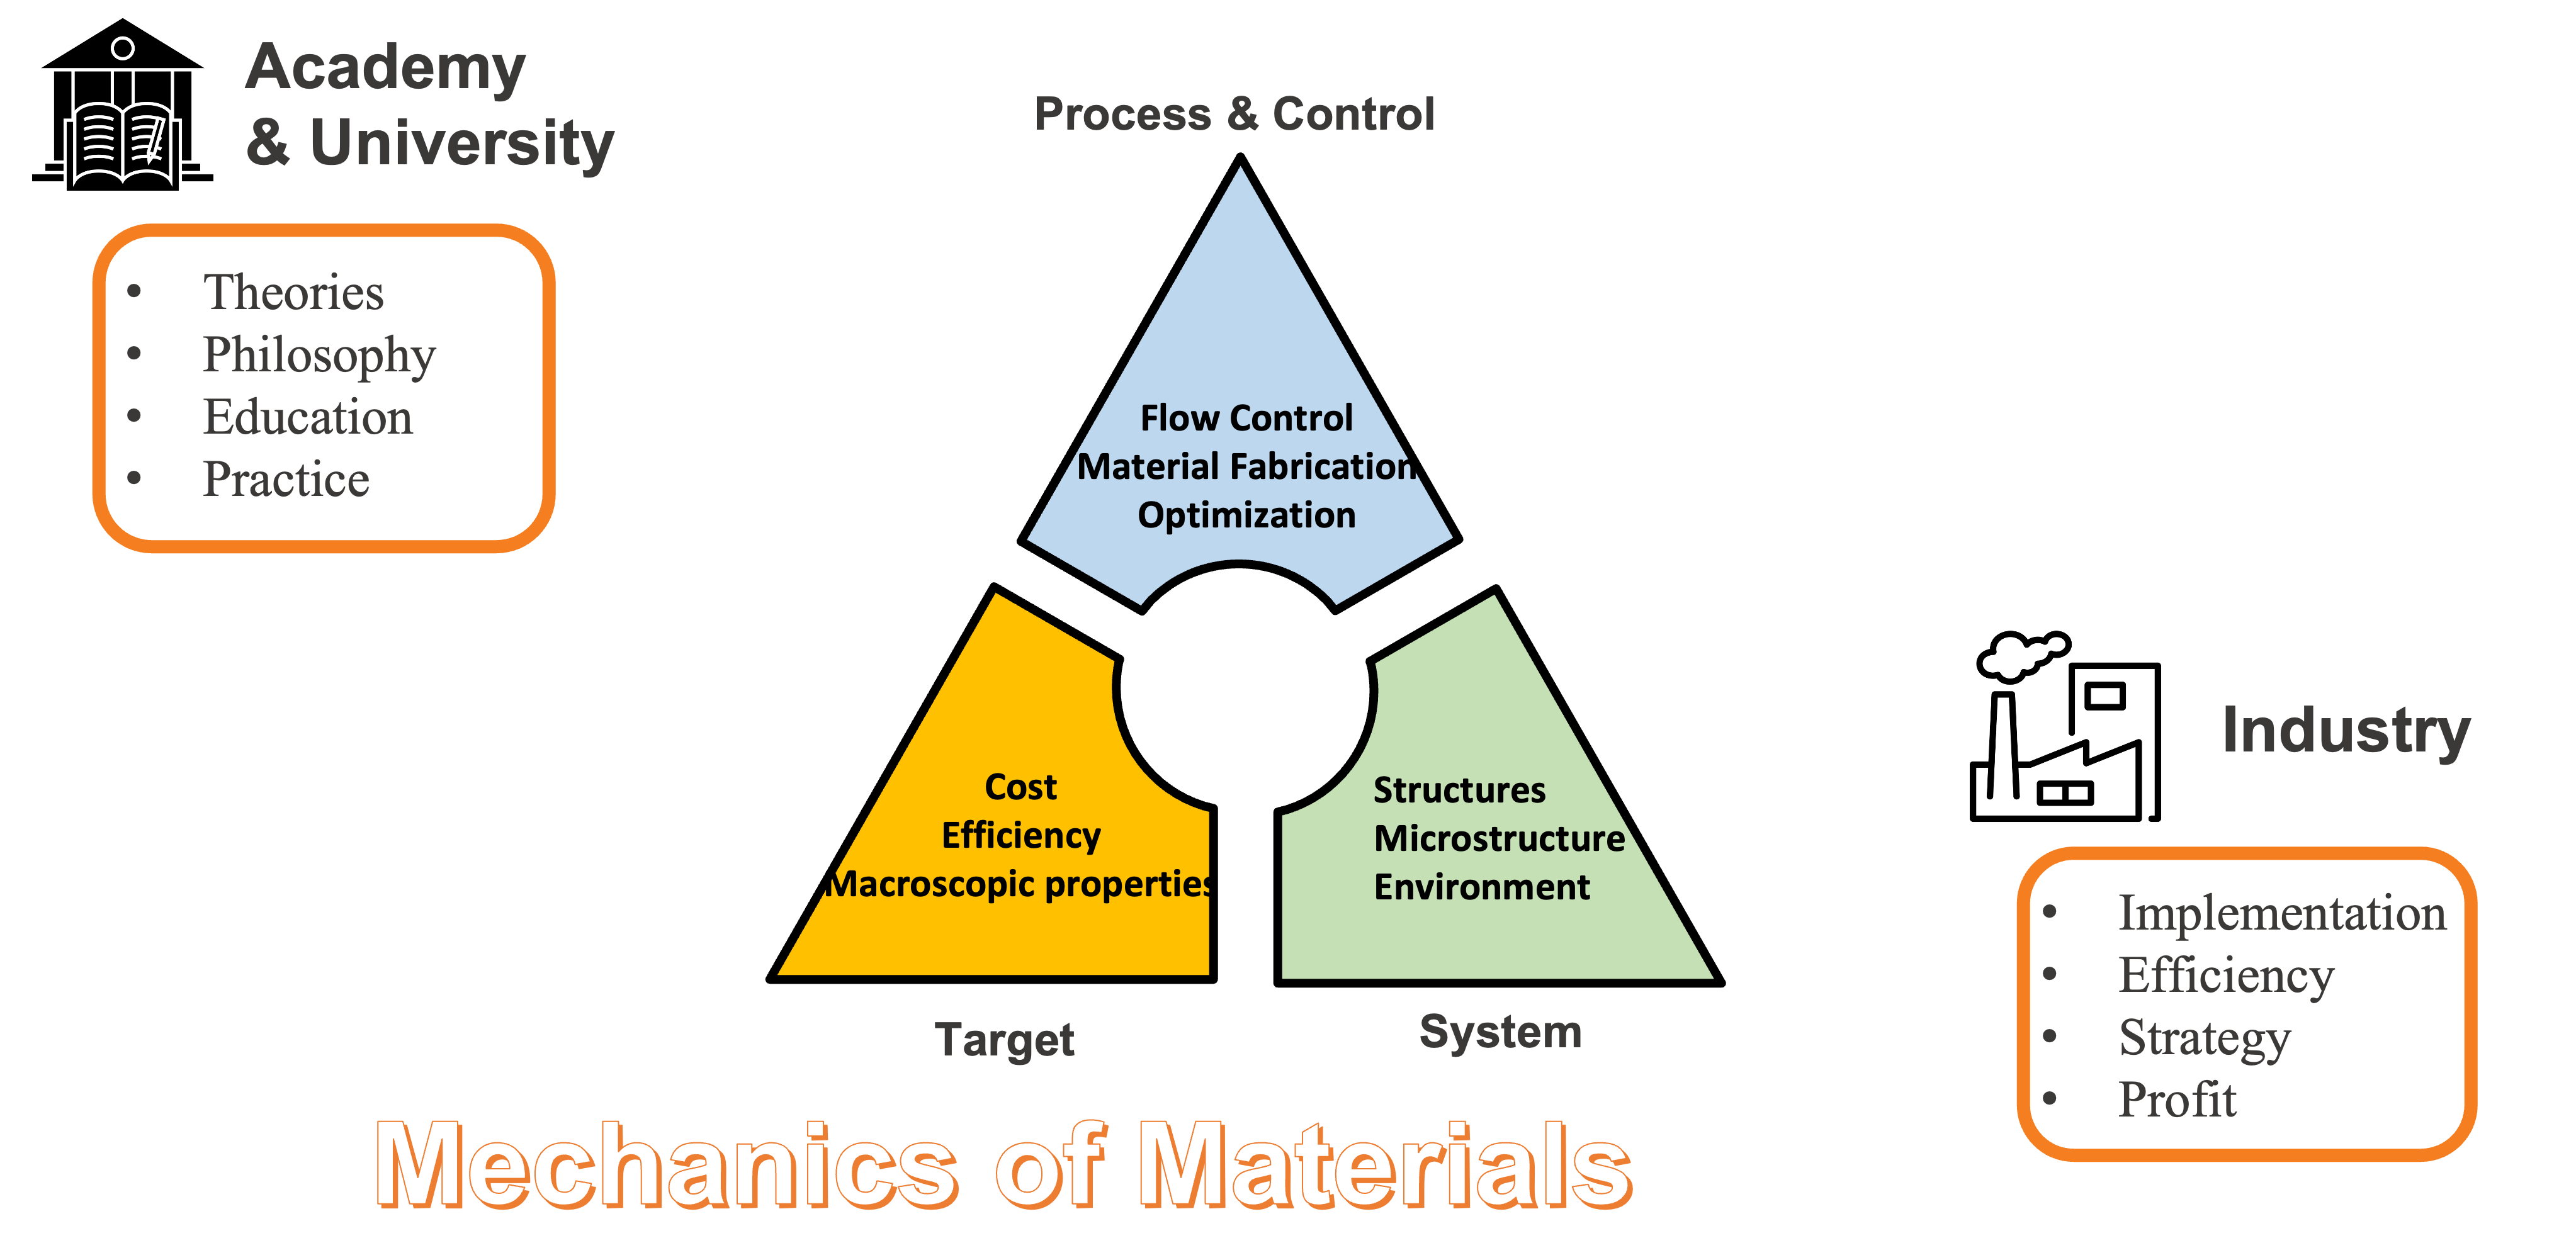 Academy
& University
• Theories
• Philosophy
• Education
• Practice
Process & Control
Flow Control
Material Fabrication
Optimization
Cost
Efficiency
Macroscopic properties
Structures
Microstructure
Environment
Target
System
Industry
• Implementation
• Efficiency
• Strategy
• Profit
Mechanics of Materials